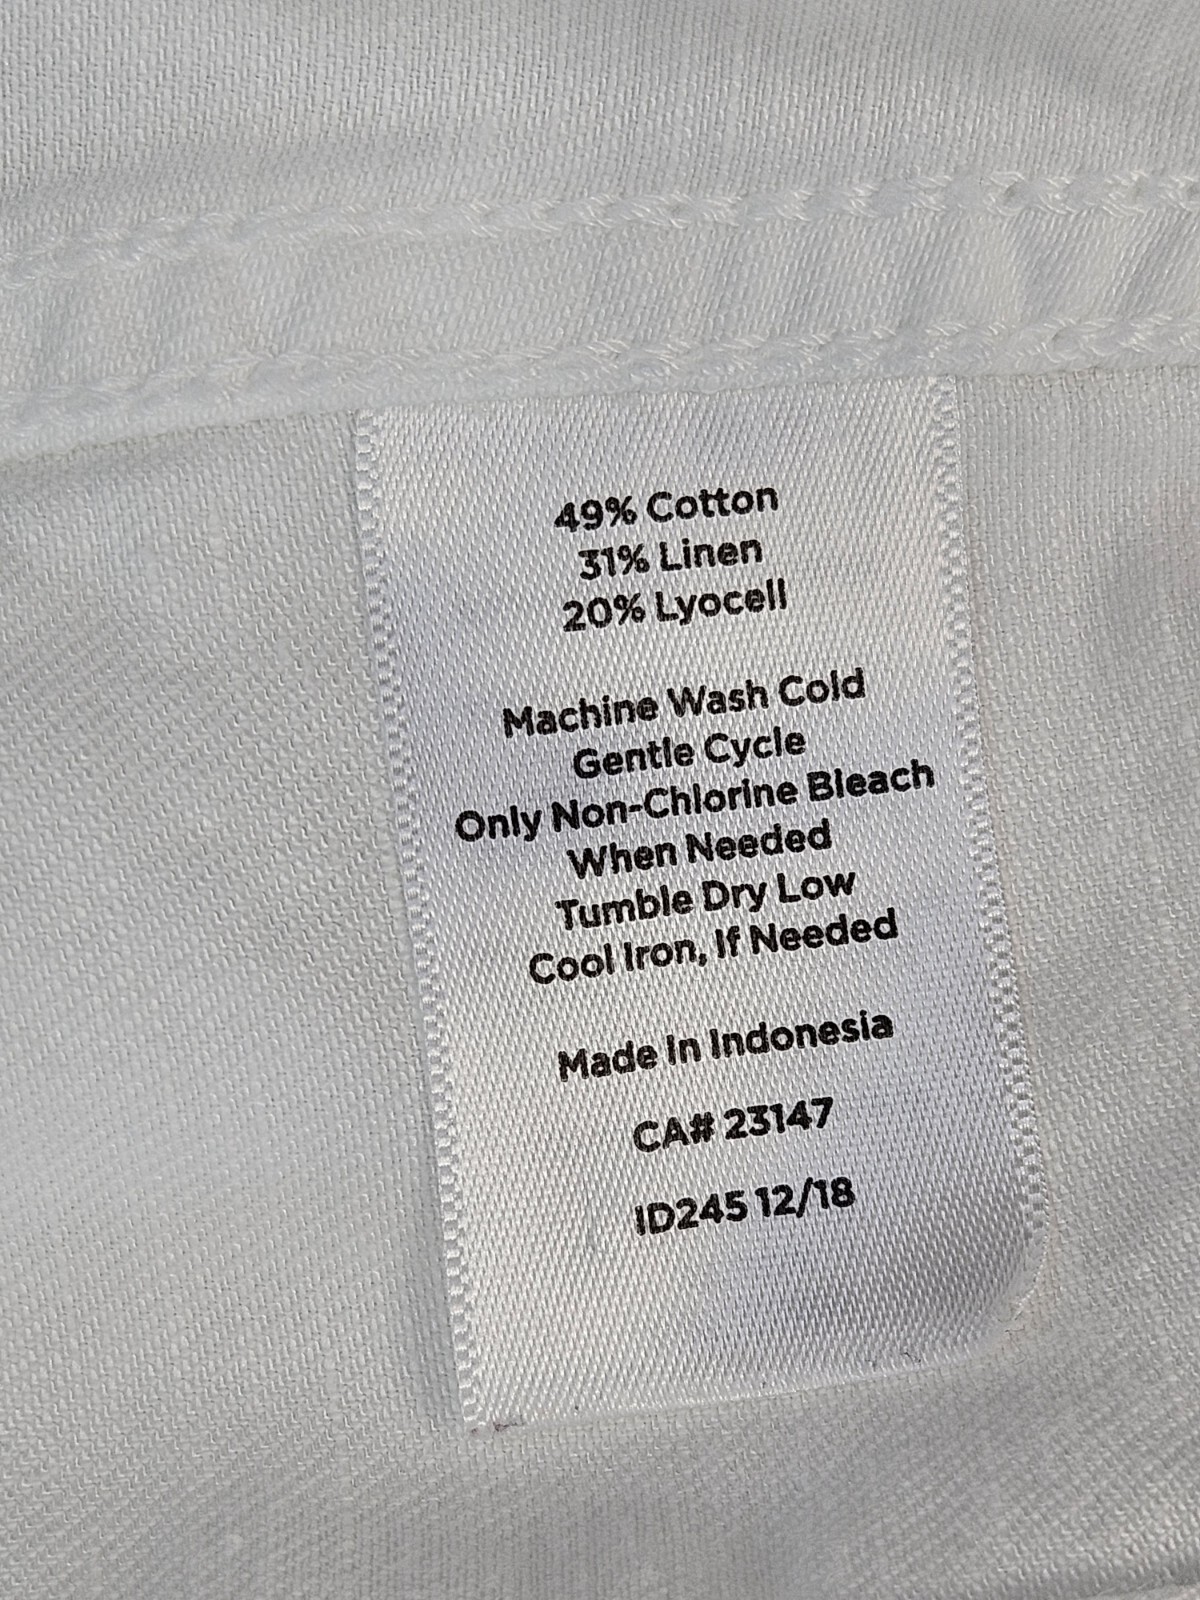 49% Cotton
31% Linen
20% Lyocell
Machine Wash Cold
Gentle Cycle
Only Non-Chlorine Bleach
When Needed
Tumble Dry Low
Cool Iron, If Needed
Made In Indonesia
CA# 23147
ID245 12/18